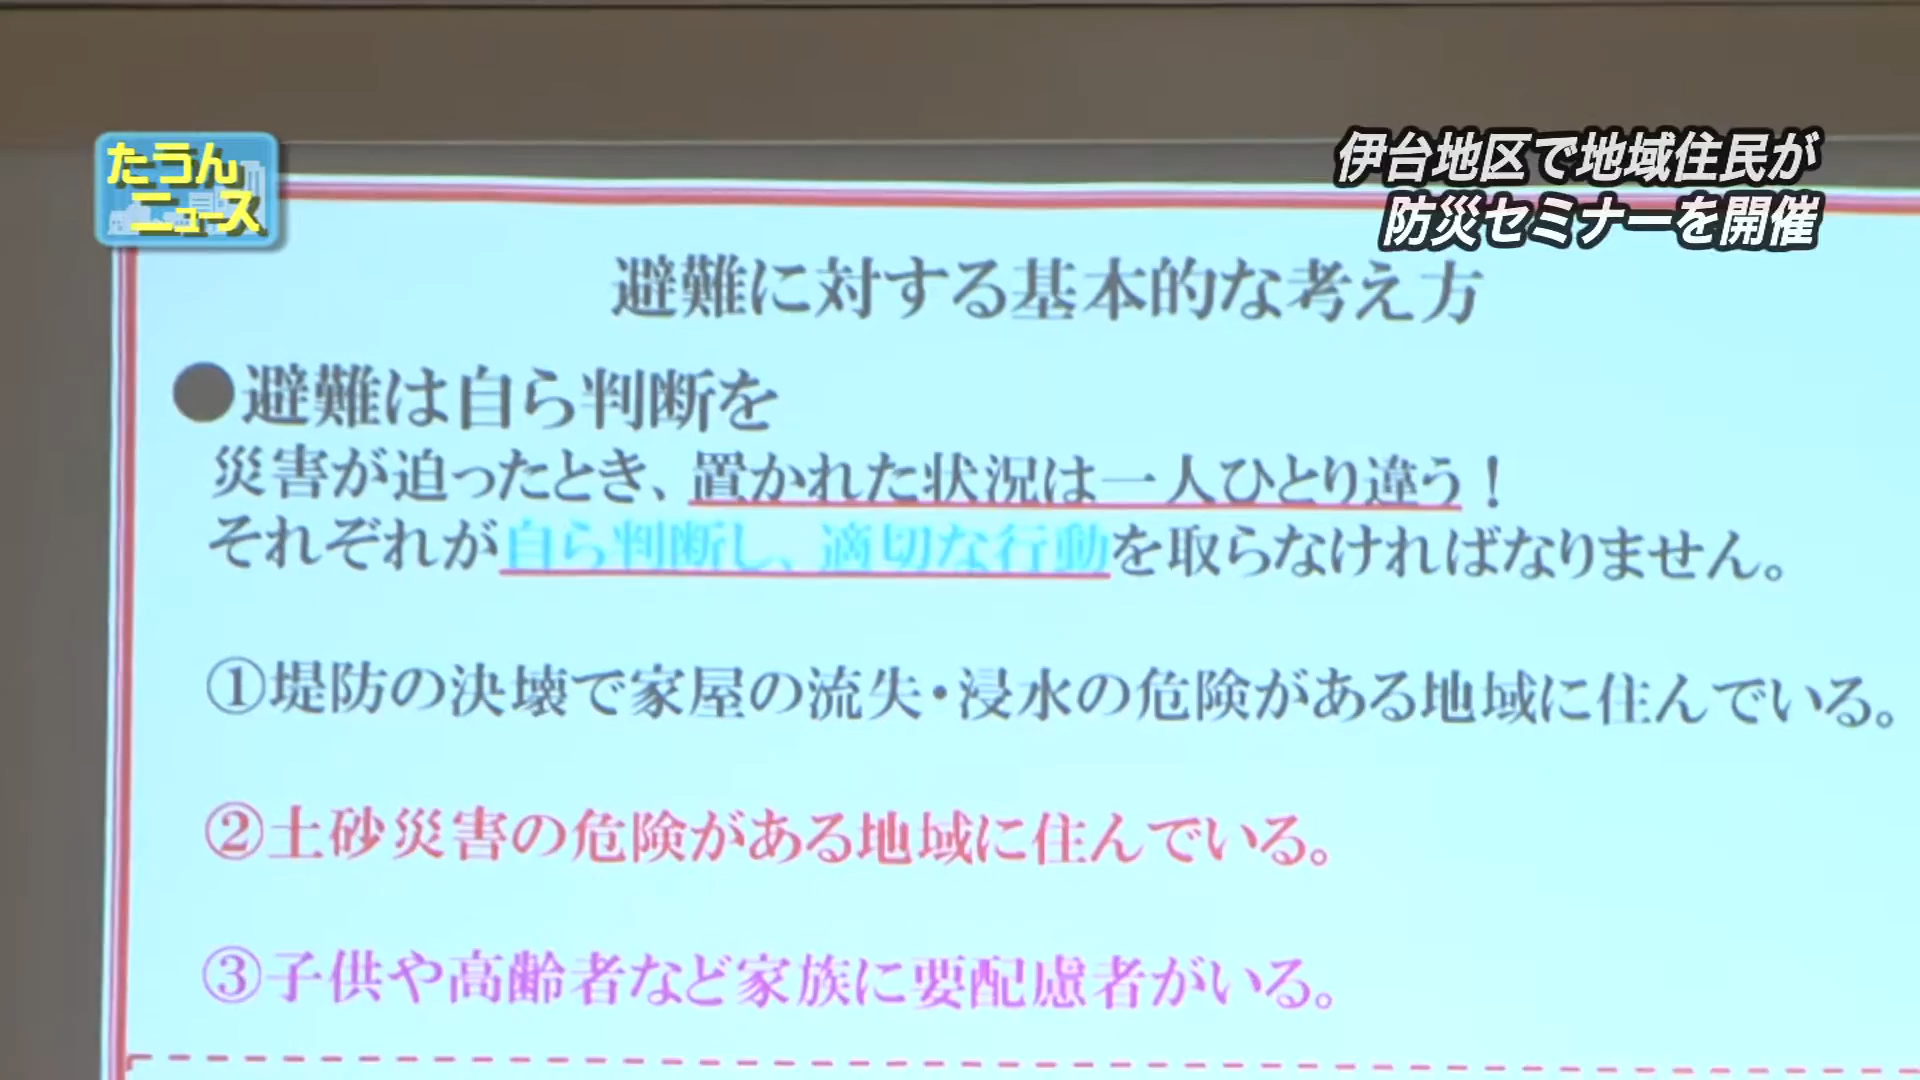 たうん
ニュース
伊台地区で地域住民が
防災セミナーを開催
避難に対する基本的な考え方
●避難は自ら判断を
災害が迫ったとき、置かれた状況は一人ひとり違う！
それぞれが自ら判断し、適切な行動を取らなければなりません。
①堤防の決壊で家屋の流失・浸水の危険がある地域に住んでいる。
②土砂災害の危険がある地域に住んでいる。
③子供や高齢者など家族に要配慮者がいる。